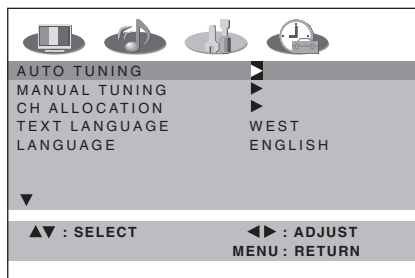 AUTO TUNING ▶
MANUAL TUNING ▶
CH ALLOCATION ▶
TEXT LANGUAGE WEST
LANGUAGE ENGLISH
▼
▲▼ : SELECT ◀▶ : ADJUST
MENU : RETURN